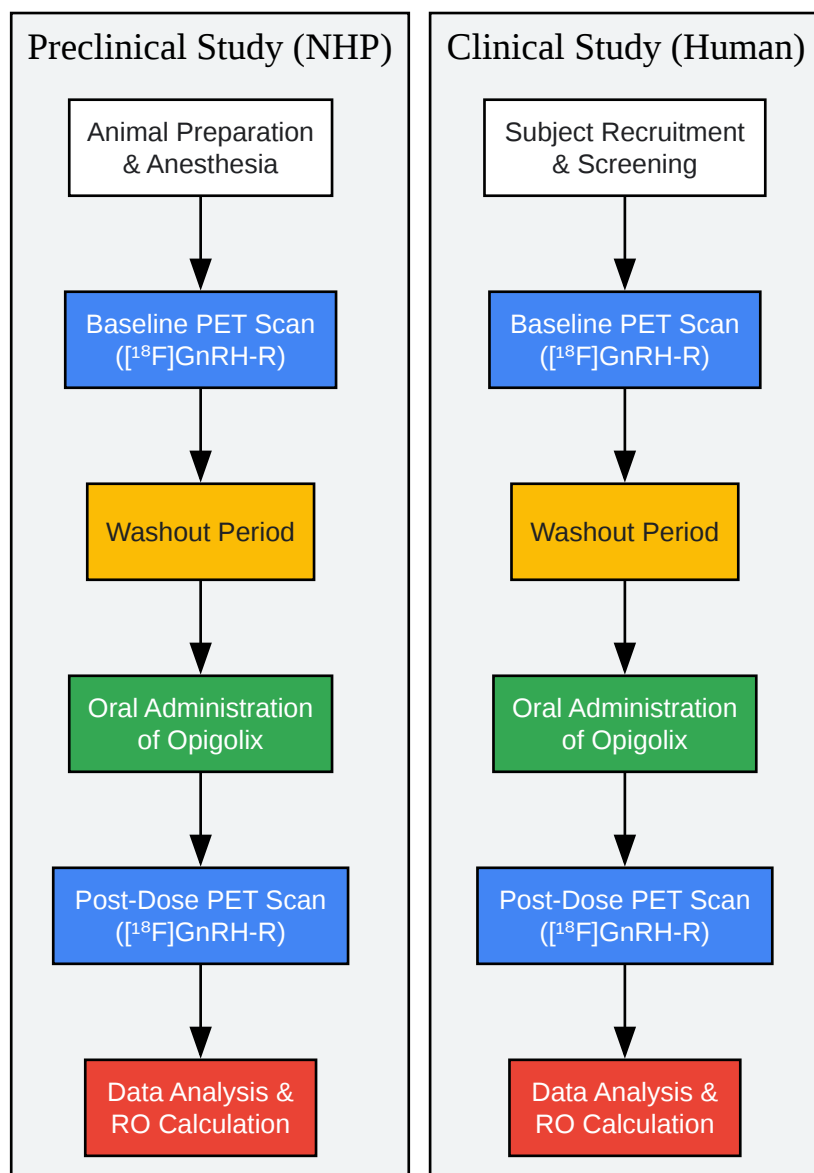 Preclinical Study (NHP)
Animal Preparation
& Anesthesia
Baseline PET Scan
([¹⁸F]GnRH-R)
Washout Period
Oral Administration
of Opigolix
Post-Dose PET Scan
([¹⁸F]GnRH-R)
Data Analysis &
RO Calculation
Clinical Study (Human)
Subject Recruitment
& Screening
Baseline PET Scan
([¹⁸F]GnRH-R)
Washout Period
Oral Administration
of Opigolix
Post-Dose PET Scan
([¹⁸F]GnRH-R)
Data Analysis &
RO Calculation